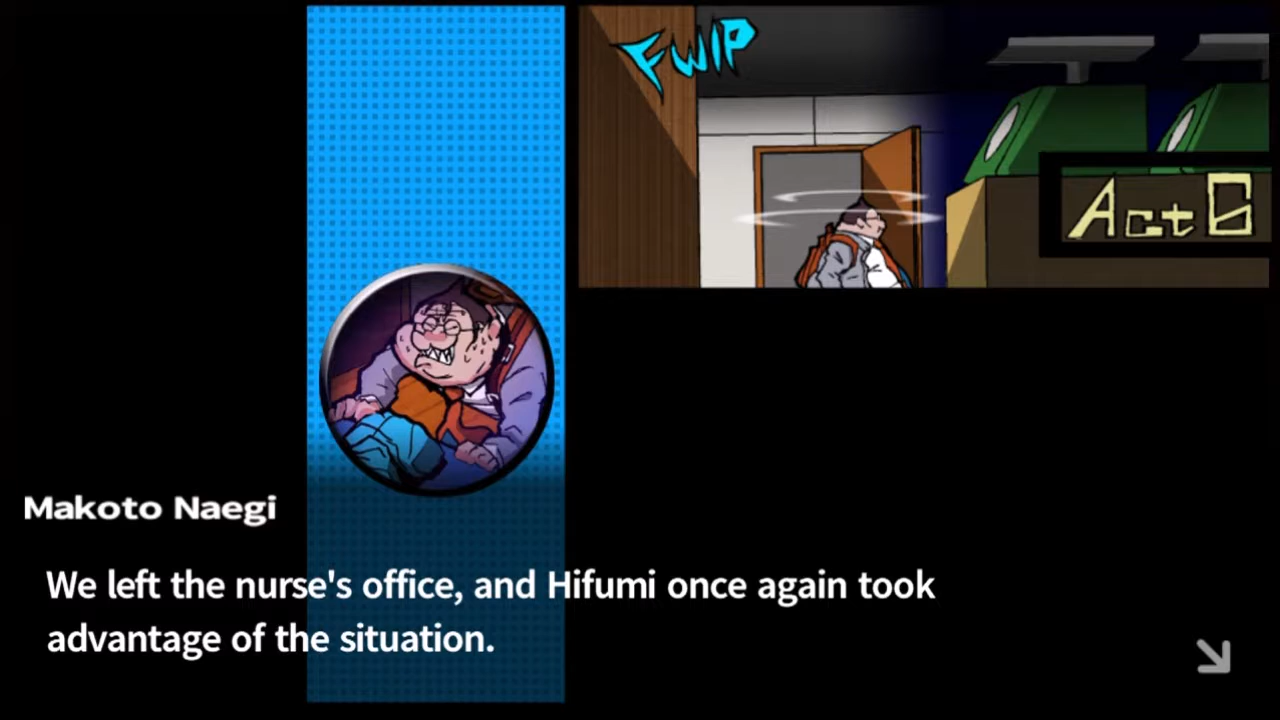 FWIP
Act 6
Makoto Naegi
We left the nurse's office, and Hifumi once again took
advantage of the situation.